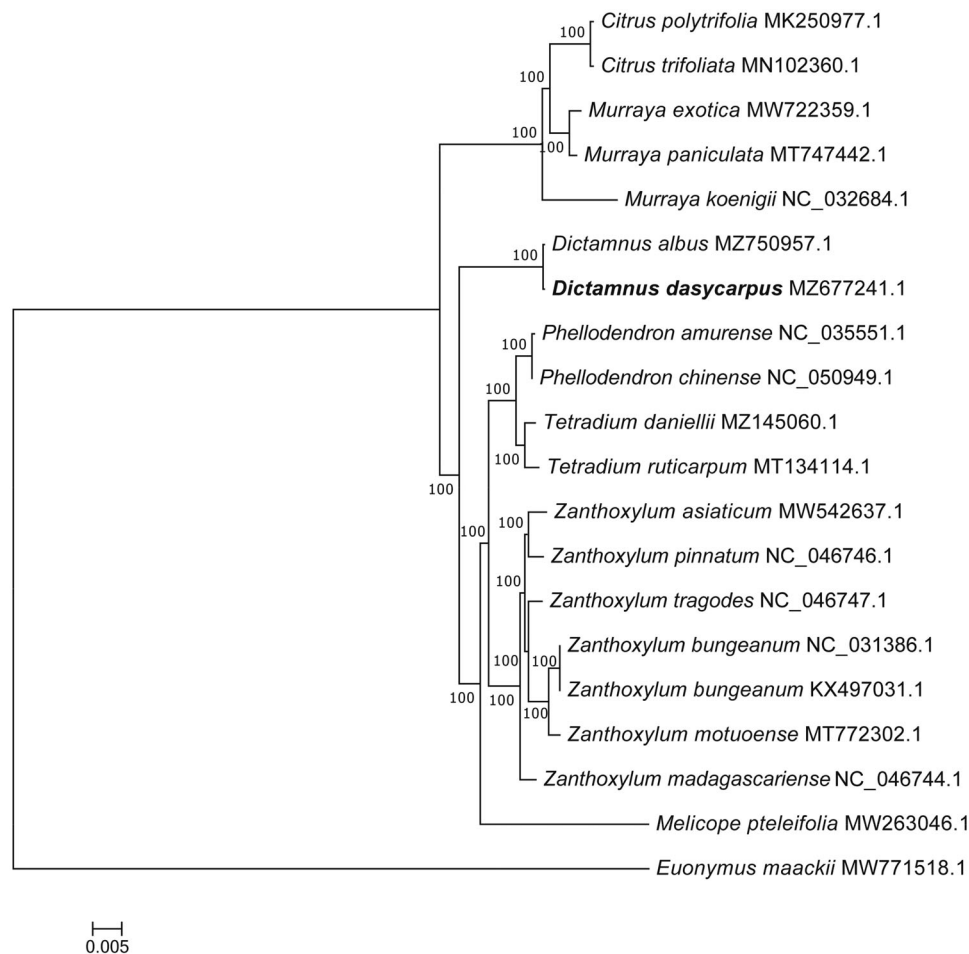 100
Citrus polytrifolia MK250977.1
100
Citrus trifoliata MN102360.1
Murraya exotica MW722359.1
100
100
Murraya paniculata MT747442.1
Murraya koenigii NC_032684.1
Dictamnus albus MZ750957.1
100
Dictamnus dasycarpus MZ677241.1
Phellodendron amurense NC_035551.1
100
Phellodendron chinense NC_050949.1
100
Tetradium daniellii MZ145060.1
100
Tetradium ruticarpum MT134114.1
100
Zanthoxylum asiaticum MW542637.1
100
100
Zanthoxylum pinnatum NC_046746.1
100
Zanthoxylum tragodes NC_046747.1
Zanthoxylum bungeanum NC_031386.1
100
100
Zanthoxylum bungeanum KX497031.1
100
100
100
Zanthoxylum motuoense MT772302.1
Zanthoxylum madagascariense NC_046744.1
Melicope pteleifolia MW263046.1
Euonymus maackii MW771518.1
0.005